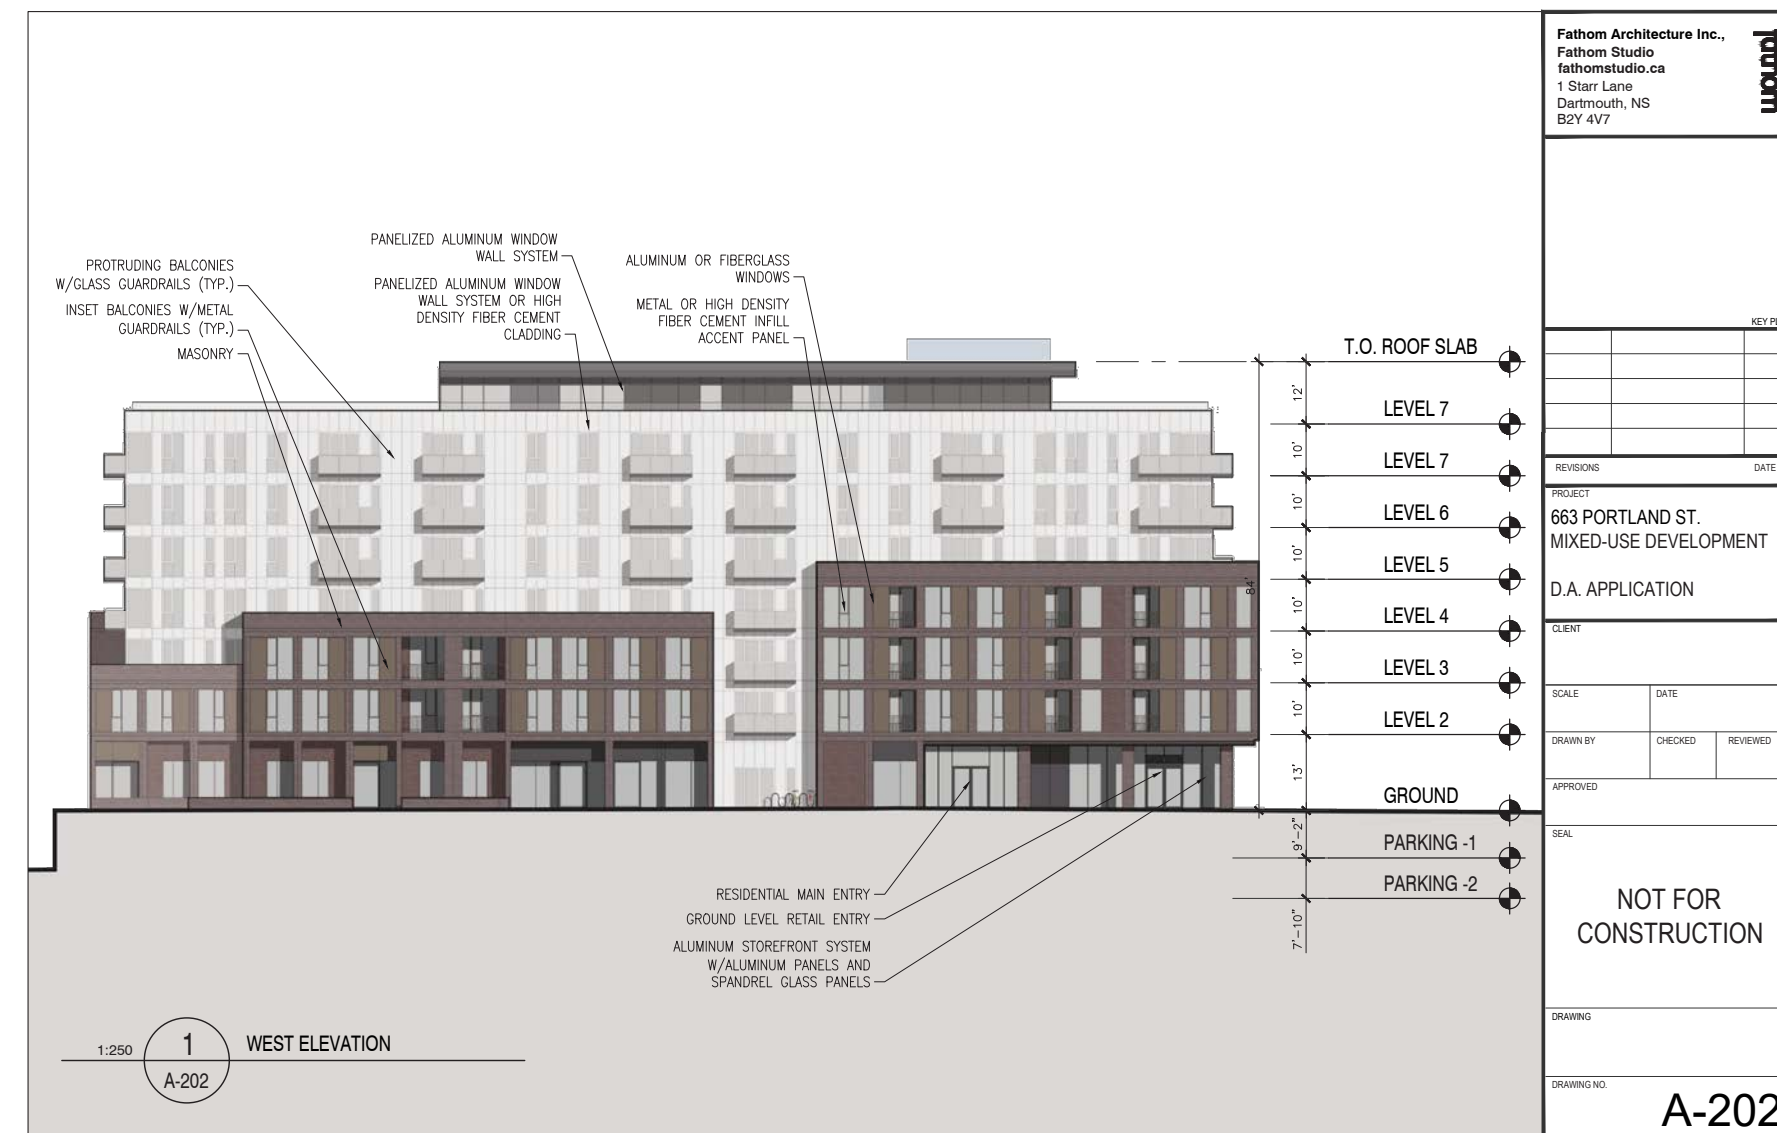 Fathom Architecture Inc.,
Fathom Studio
fathomstudio.ca
1 Starr Lane
Dartmouth, NS
B2Y 4V7
fathom
KEY PL
REVISIONS
DATE
PROJECT
663 PORTLAND ST.
MIXED-USE DEVELOPMENT
D.A. APPLICATION
CLIENT
SCALE
DATE
DRAWN BY
CHECKED
REVIEWED
APPROVED
SEAL
NOT FOR
CONSTRUCTION
DRAWING
DRAWING NO.
A-202
PROTRUDING BALCONIES
W/GLASS GUARDRAILS (TYP.)
INSET BALCONIES W/METAL
GUARDRAILS (TYP.)
MASONRY
PANELIZED ALUMINUM WINDOW
WALL SYSTEM
PANELIZED ALUMINUM WINDOW
WALL SYSTEM OR HIGH
DENSITY FIBER CEMENT
CLADDING
ALUMINUM OR FIBERGLASS
WINDOWS
METAL OR HIGH DENSITY
FIBER CEMENT INFILL
ACCENT PANEL
T.O. ROOF SLAB
12'
LEVEL 7
10'
LEVEL 7
10'
LEVEL 6
10'
LEVEL 5
84'
10'
LEVEL 4
10'
LEVEL 3
10'
LEVEL 2
13'
GROUND
9'-2"
PARKING -1
PARKING -2
7'-10"
RESIDENTIAL MAIN ENTRY
GROUND LEVEL RETAIL ENTRY
ALUMINUM STOREFRONT SYSTEM
W/ALUMINUM PANELS AND
SPANDREL GLASS PANELS
1:250
1
A-202
WEST ELEVATION